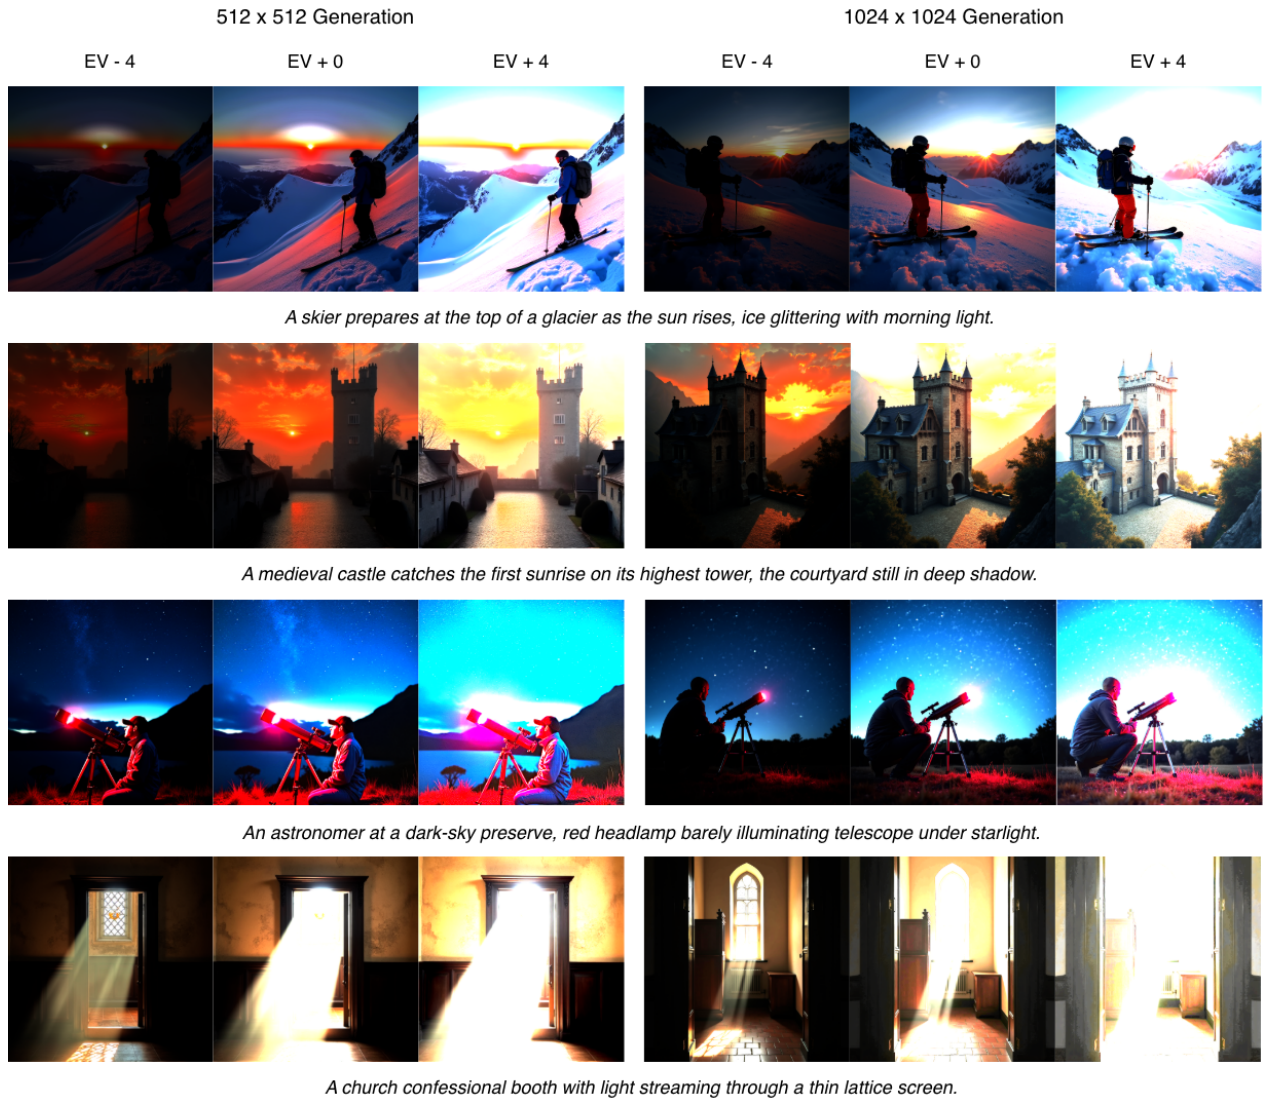 512 x 512 Generation
1024 x 1024 Generation
EV - 4
EV + 0
EV + 4
EV - 4
EV + 0
EV + 4
A skier prepares at the top of a glacier as the sun rises, ice glittering with morning light.
A medieval castle catches the first sunrise on its highest tower, the courtyard still in deep shadow.
An astronomer at a dark-sky preserve, red headlamp barely illuminating telescope under starlight.
A church confessional booth with light streaming through a thin lattice screen.